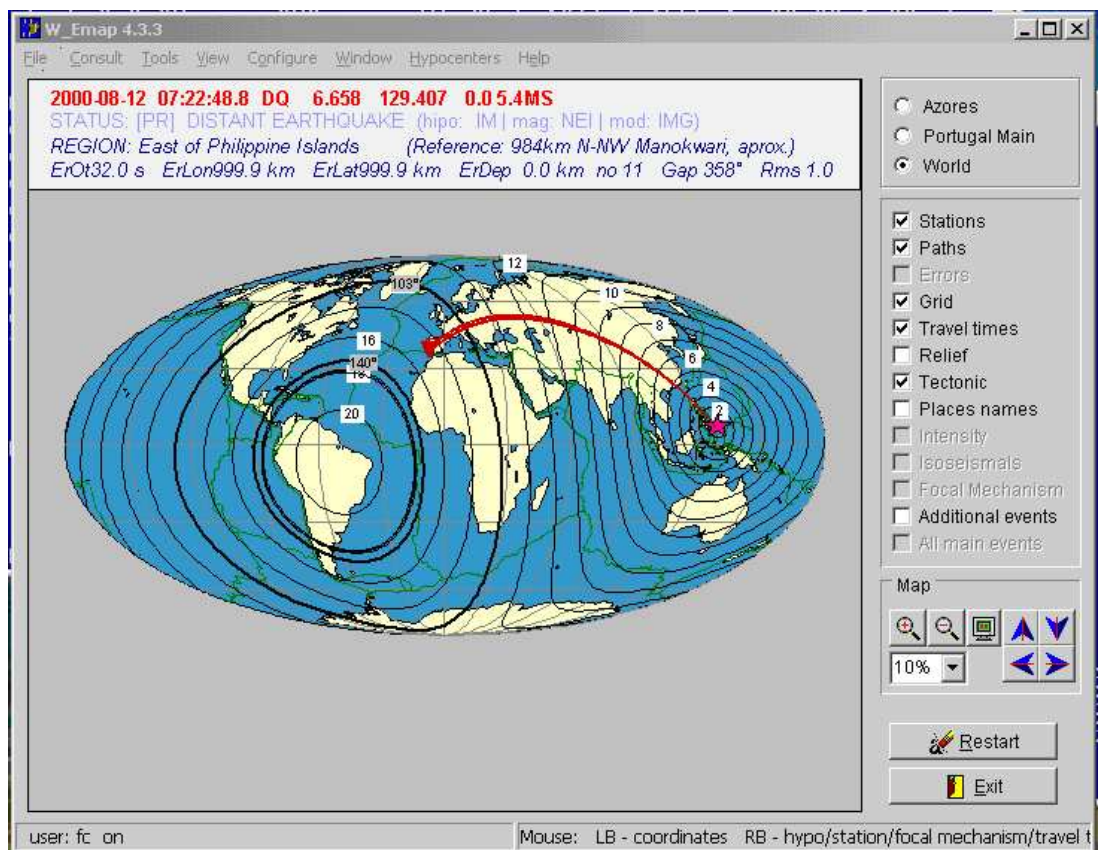 W_Emap 4.3.3
File Consult Tools View Configure Window Hypocenters Help
2000-08-12 07:22:48.8 DQ 6.658 129.407 0.0 5.4MS
STATUS: [PR] DISTANT EARTHQUAKE (hipo: IM | mag: NEI | mod: IMG)
REGION: East of Philippine Islands (Reference: 984km N-NW Manokwari, aprox.)
ErOt32.0 s ErLon999.9 km ErLat999.9 km ErDep 0.0 km no 11 Gap 358° Rms 1.0
12
103°
10
8
16
6
140°
4
20
2
Azores
Portugal Main
World
Stations
Paths
Errors
Grid
Travel times
Relief
Tectonic
Places names
Intensity
Isoseismals
Focal Mechanism
Additional events
All main events
Map
10%
Restart
Exit
user: fc on
Mouse: LB - coordinates RB - hypo/station/focal mechanism/travel t